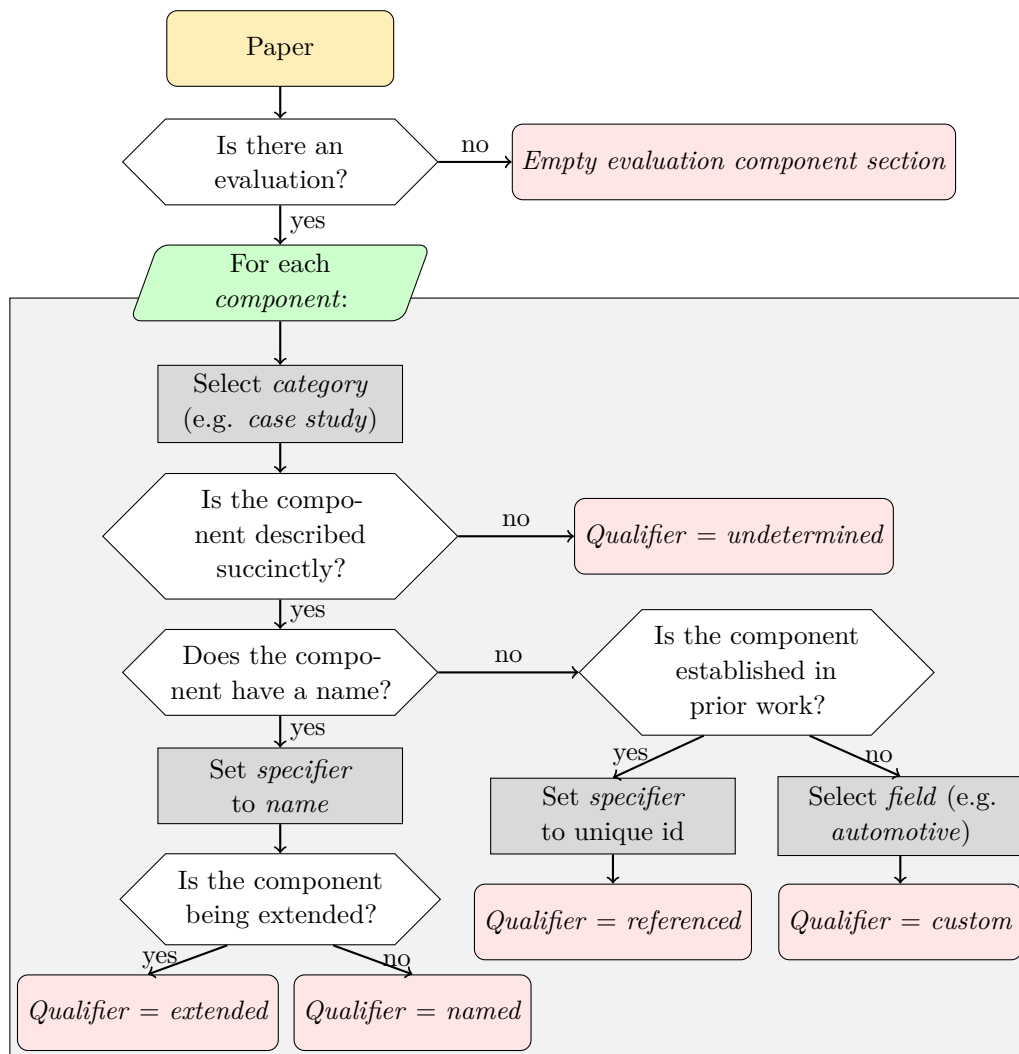 Paper
Is there an
evaluation?
no
Empty evaluation component section
yes
For each
component:
Select category
(e.g. case study)
Is the compo-
nent described
succinctly?
no
Qualifier = undetermined
yes
Does the compo-
nent have a name?
no
Is the component
established in
prior work?
yes
Set specifier
to name
yes
Set specifier
to unique id
no
Select field (e.g.
automotive)
Is the component
being extended?
Qualifier = referenced
Qualifier = custom
yes
no
Qualifier = extended
Qualifier = named